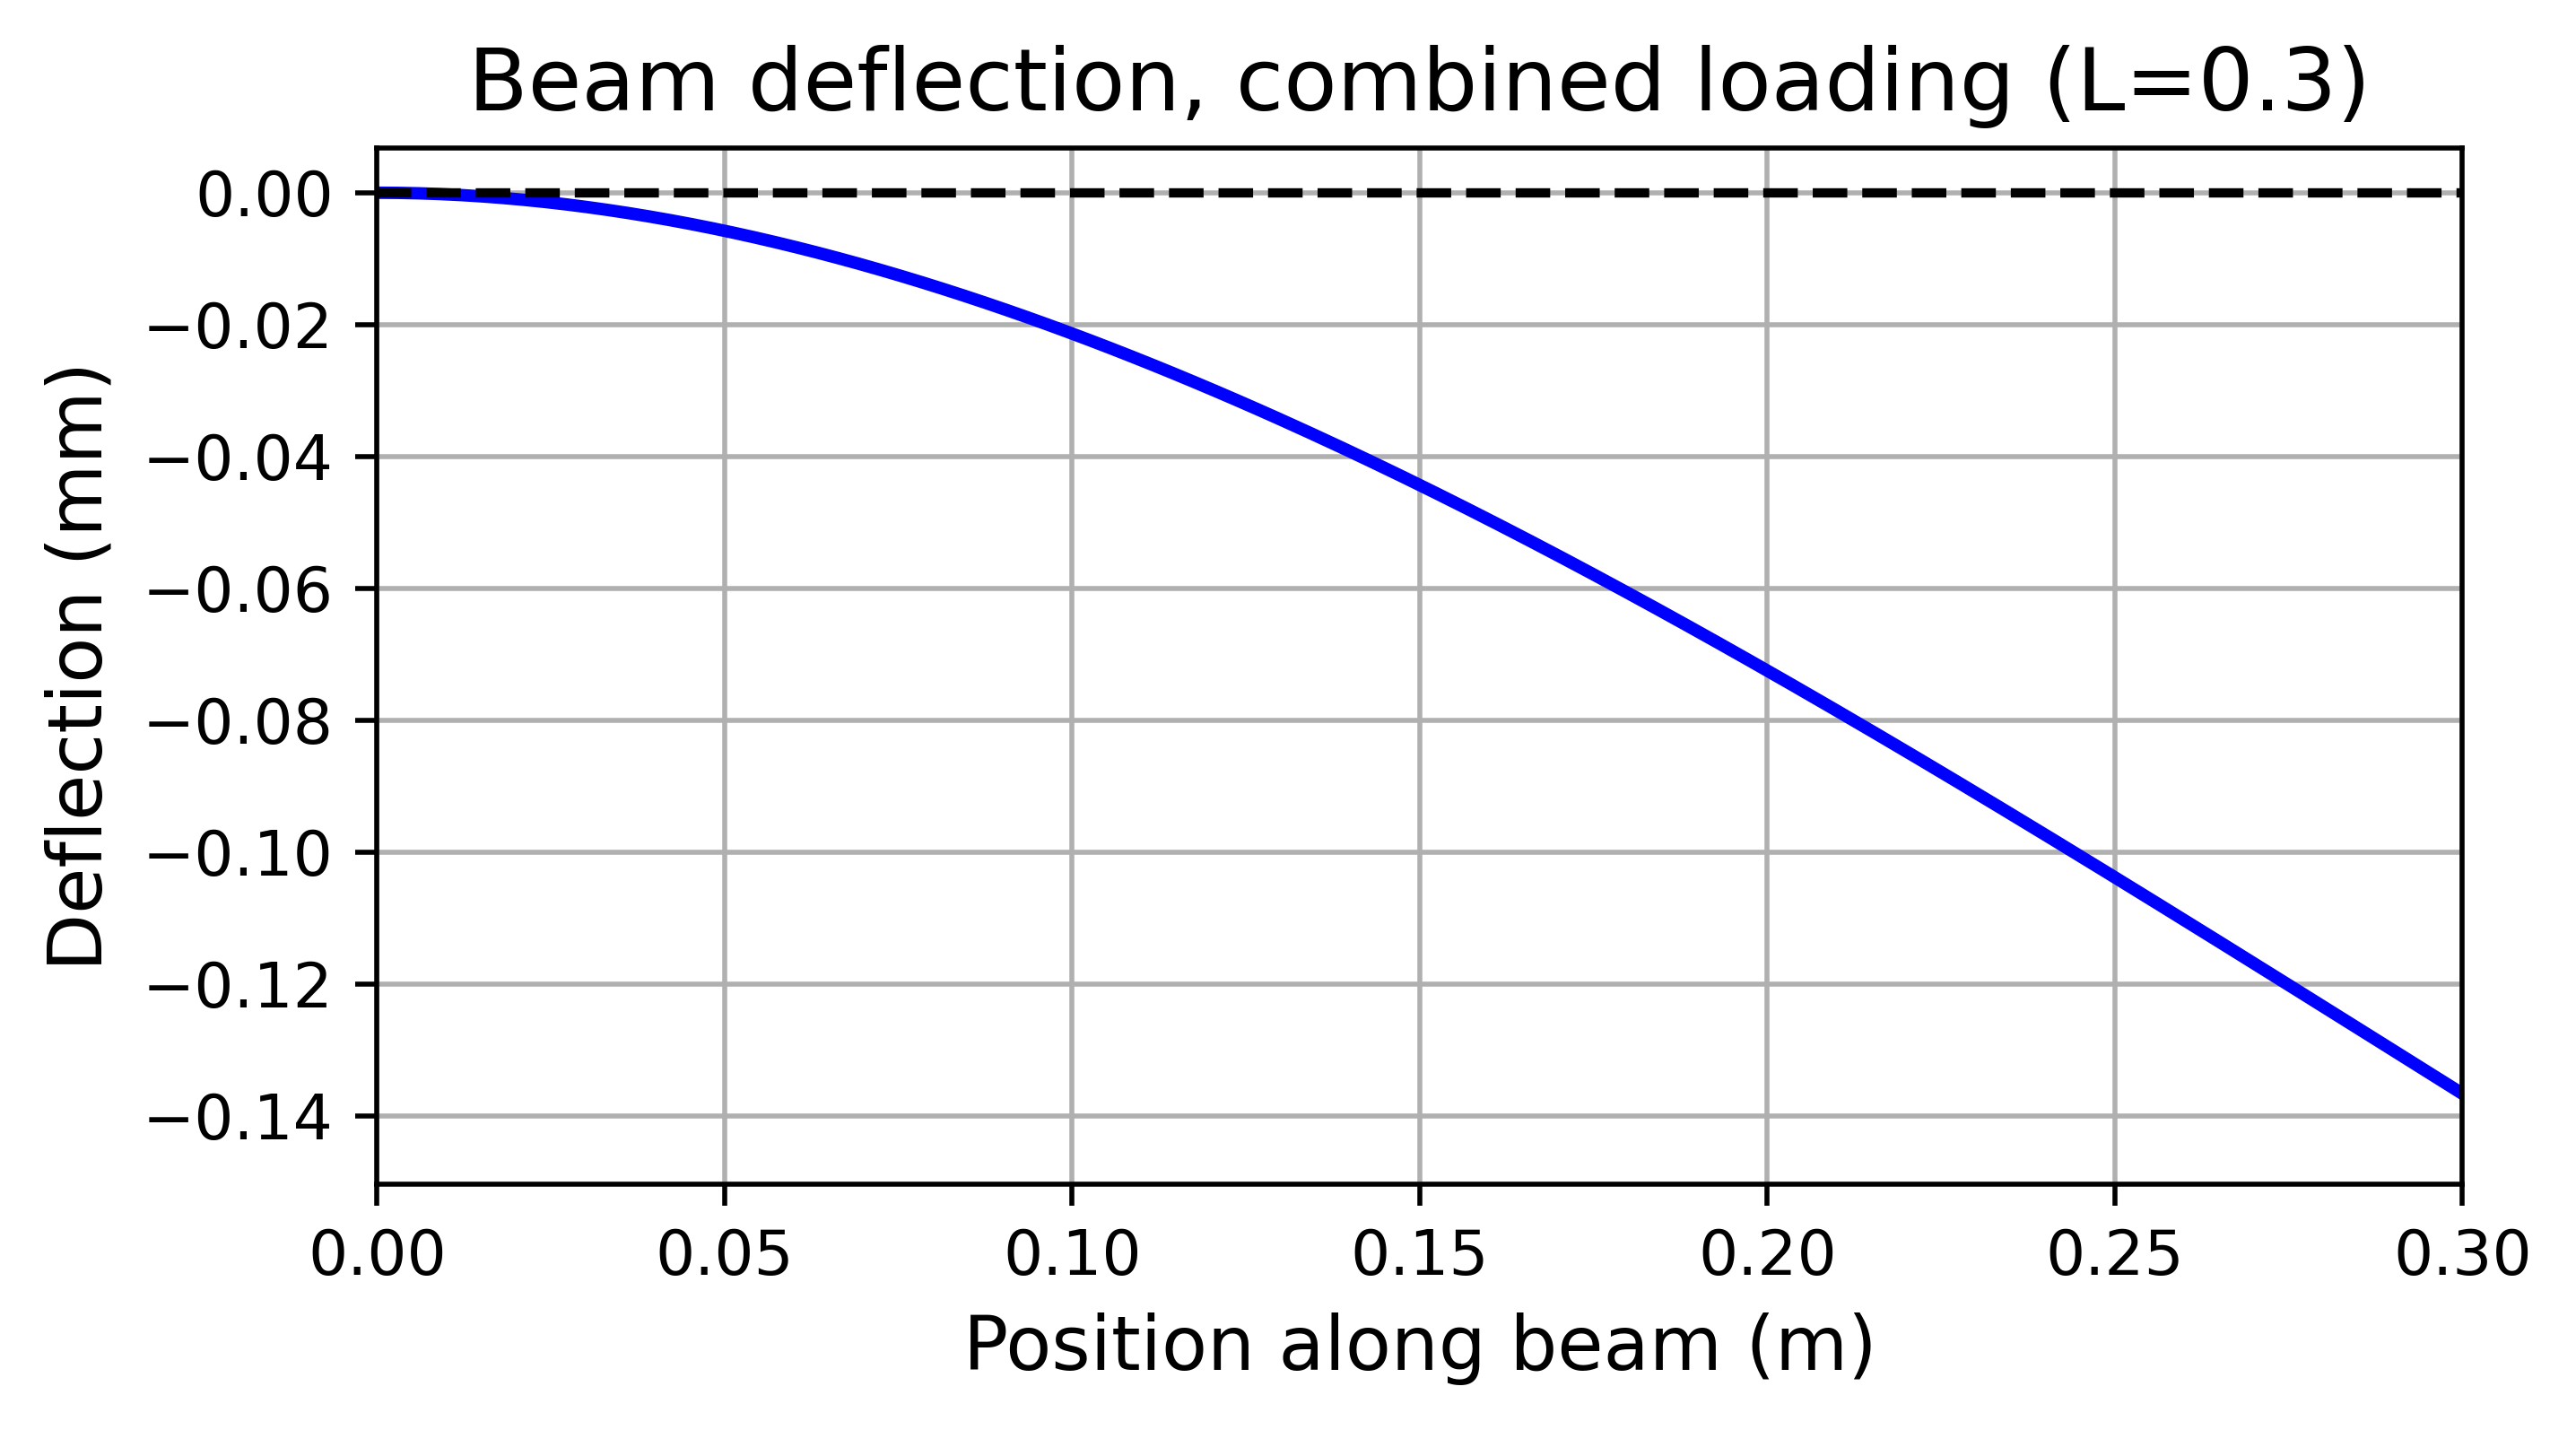 Beam deflection, combined loading (L=0.3)
Deflection (mm)
0.00
−0.02
−0.04
−0.06
−0.08
−0.10
−0.12
−0.14
0.00 0.05 0.10 0.15 0.20 0.25 0.30
Position along beam (m)